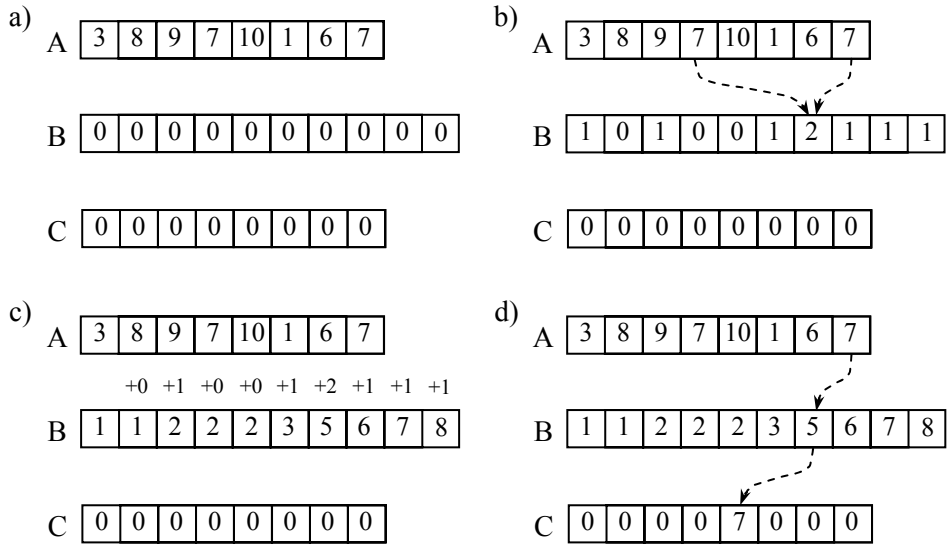 a)
A 3 8 9 7 10 1 6 7
B 0 0 0 0 0 0 0 0 0 0
C 0 0 0 0 0 0 0 0
b)
A 3 8 9 7 10 1 6 7
B 1 0 1 0 0 1 2 1 1 1
C 0 0 0 0 0 0 0 0
c)
A 3 8 9 7 10 1 6 7
+0 +1 +0 +0 +1 +2 +1 +1 +1
B 1 1 2 2 2 3 5 6 7 8
C 0 0 0 0 0 0 0 0
d)
A 3 8 9 7 10 1 6 7
B 1 1 2 2 2 3 5 6 7 8
C 0 0 0 0 7 0 0 0